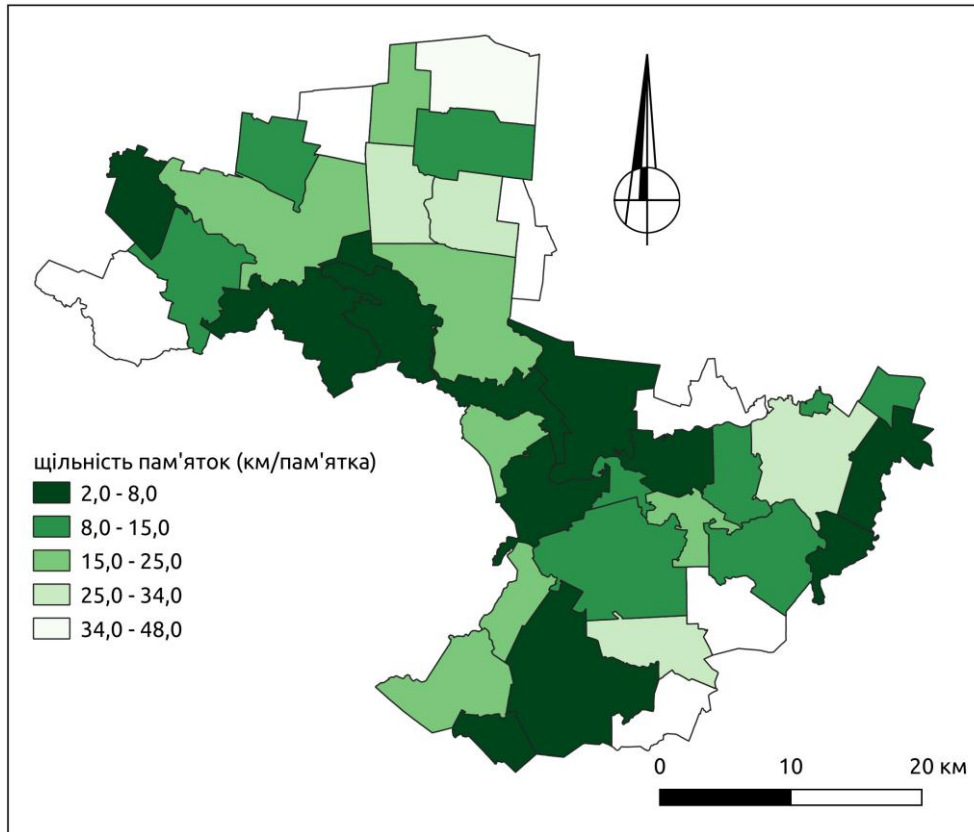 щільність пам'яток (км/пам'ятка)
2,0 - 8,0
8,0 - 15,0
15,0 - 25,0
25,0 - 34,0
34,0 - 48,0
0 10 20 км